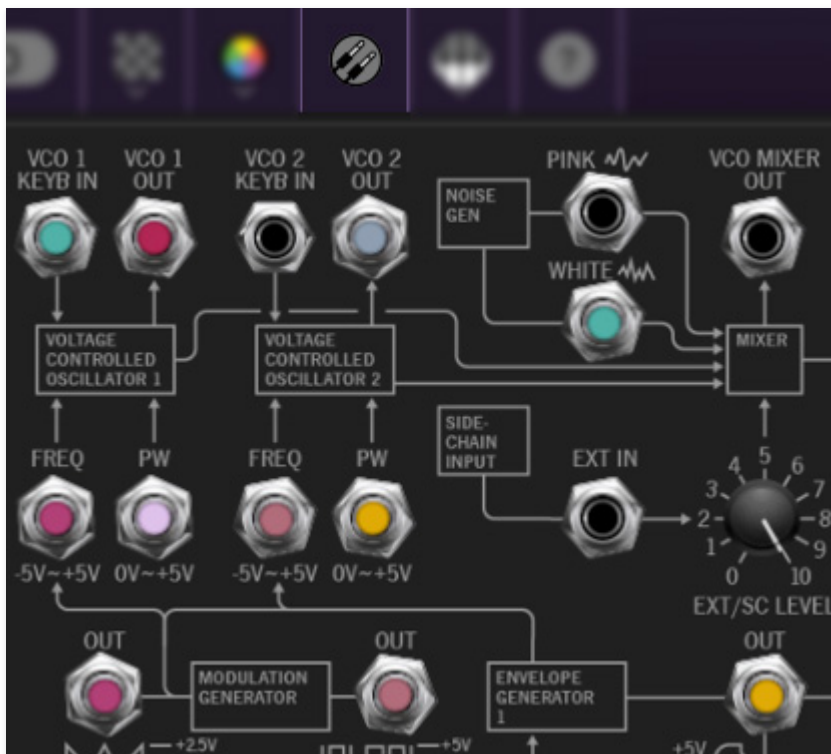 ?
VCO 1
KEYB IN
VCO 1
OUT
VCO 2
KEYB IN
VCO 2
OUT
PINK
VCO MIXER
OUT
NOISE
GEN
WHITE
VOLTAGE
CONTROLLED
OSCILLATOR 1
VOLTAGE
CONTROLLED
OSCILLATOR 2
MIXER
SIDE-
CHAIN
INPUT
FREQ
PW
FREQ
PW
EXT IN
0
1
2
3
4
5
6
7
8
9
10
-5V~+5V
0V~+5V
-5V~+5V
0V~+5V
EXT/SC LEVEL
OUT
MODULATION
GENERATOR
OUT
ENVELOPE
GENERATOR
1
OUT
+2.5V
+5V
+5V